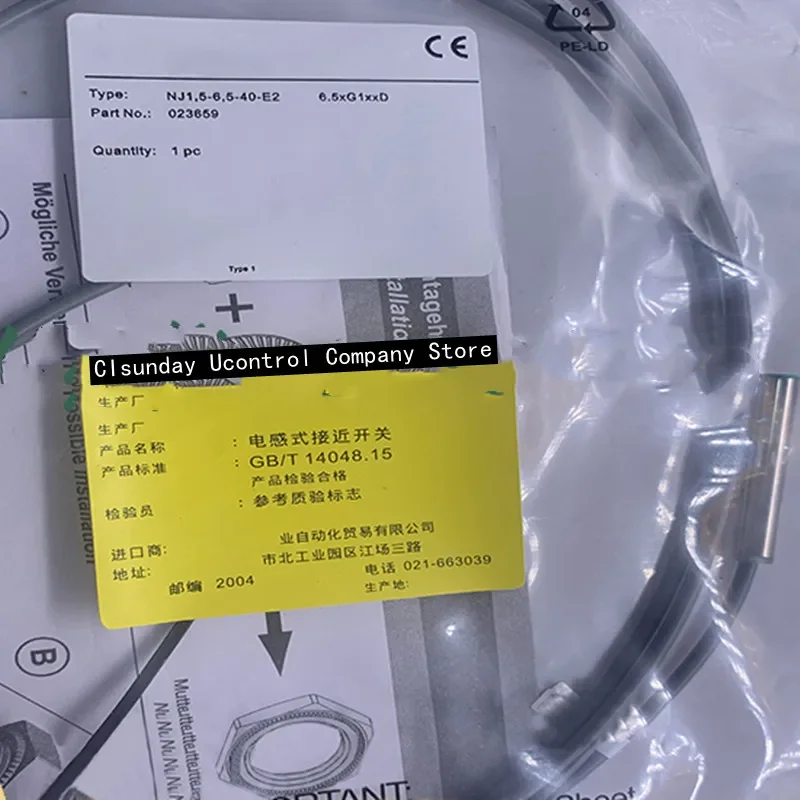 04
PE-LD
CE
Type: NJ1,5-6,5-40-E2 6.5xG1xxD
Part No.: 023659
Quantity: 1 pc
Type 1
Mögliche
+
Clsunday Ucontrol Company Store
生产厂
生产厂
产品名称 : 电感式接近开关
产品标准 : GB/T 14048.15
产品检验合格
检验员 : 参考质验标志
进口商: 业自动化贸易有限公司
地址: 市北工业园区江场三路
邮编 2004 电话 021-663039
生产地:
B
Sheet